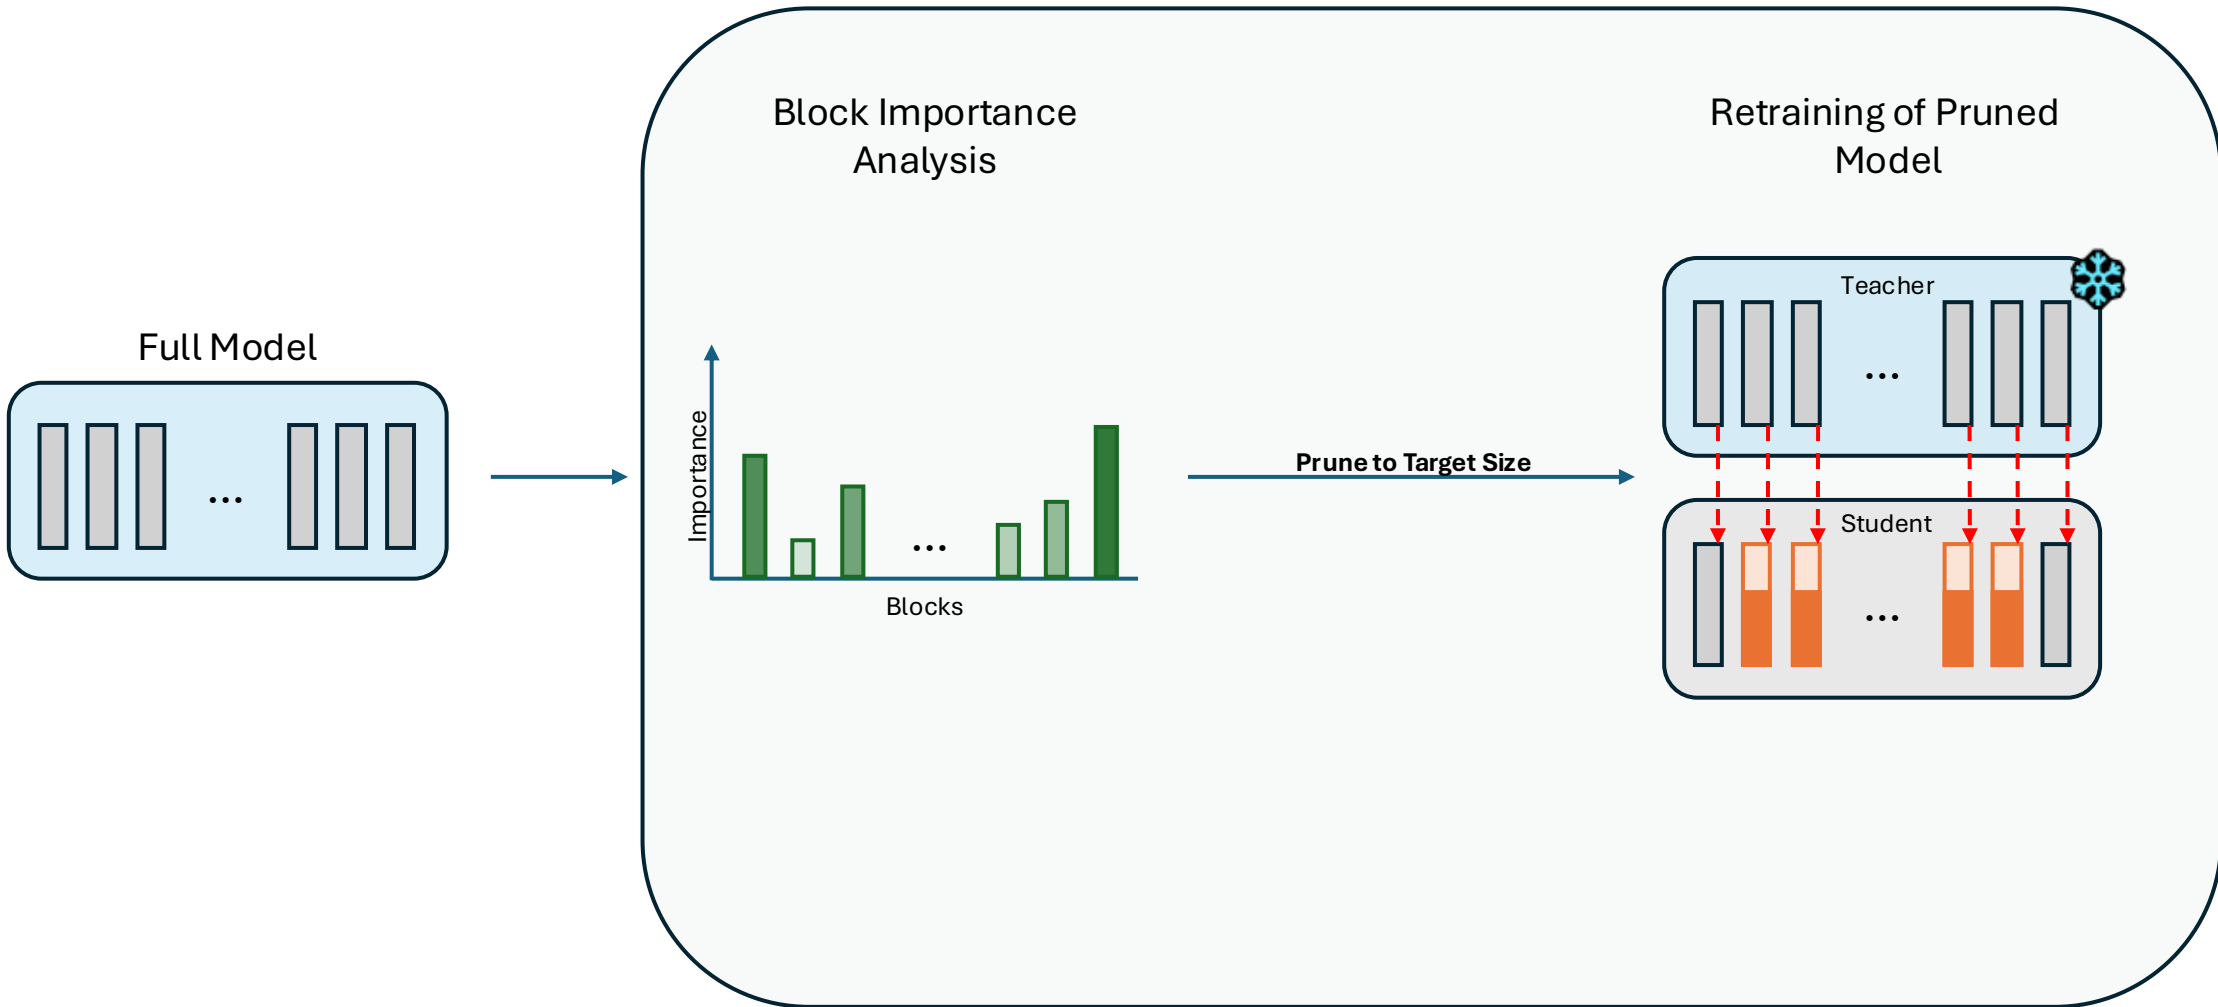 Full Model
...
Block Importance
Analysis
Importance
...
Blocks
Prune to Target Size
Retraining of Pruned
Model
Teacher
...
Student
...